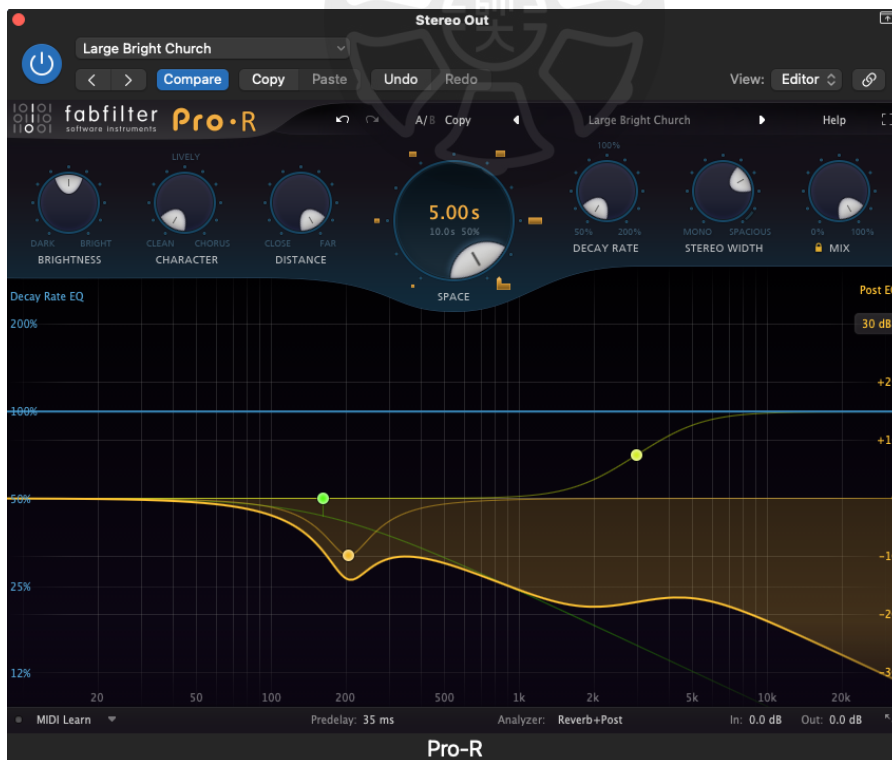 Stereo Out
Large Bright Church
Compare Copy Paste Undo Redo View: Editor
fabfilter Pro·R A/B Copy Large Bright Church Help
software instruments
LIVELY 100%
5.00 s
10.0 s 50%
DARK BRIGHT CLEAN CHORUS CLOSE FAR 50% 200% MONO SPACIOUS 0% 100%
BRIGHTNESS CHARACTER DISTANCE DECAY RATE STEREO WIDTH MIX
SPACE
Decay Rate EQ Post E
200% 30 dB
+2
100%
+1
50%
-1
25%
-2
12% -3
20 50 100 200 500 1k 2k 5k 10k 20k
MIDI Learn Predelay: 35 ms Analyzer: Reverb+Post In: 0.0 dB Out: 0.0 dB
Pro-R